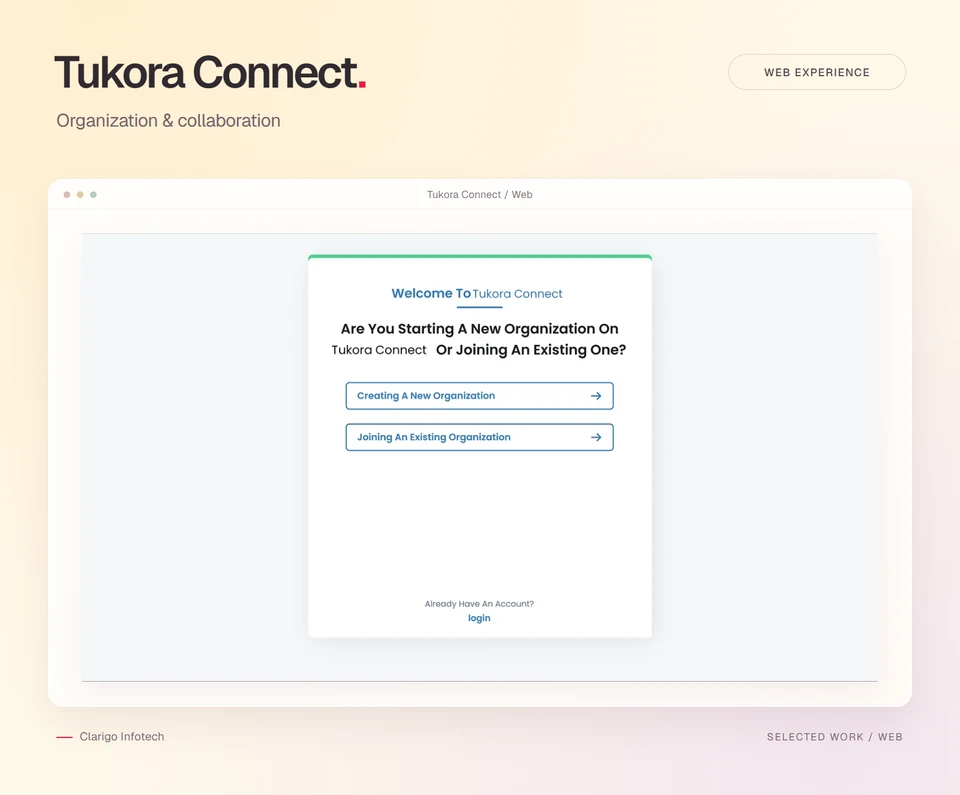 Tukora Connect.
WEB EXPERIENCE
Organization & collaboration
Tukora Connect / Web
Welcome To Tukora Connect
Are You Starting A New Organization On
Tukora Connect Or Joining An Existing One?
Creating A New Organization
Joining An Existing Organization
Already Have An Account?
login
Clarigo Infotech
SELECTED WORK / WEB